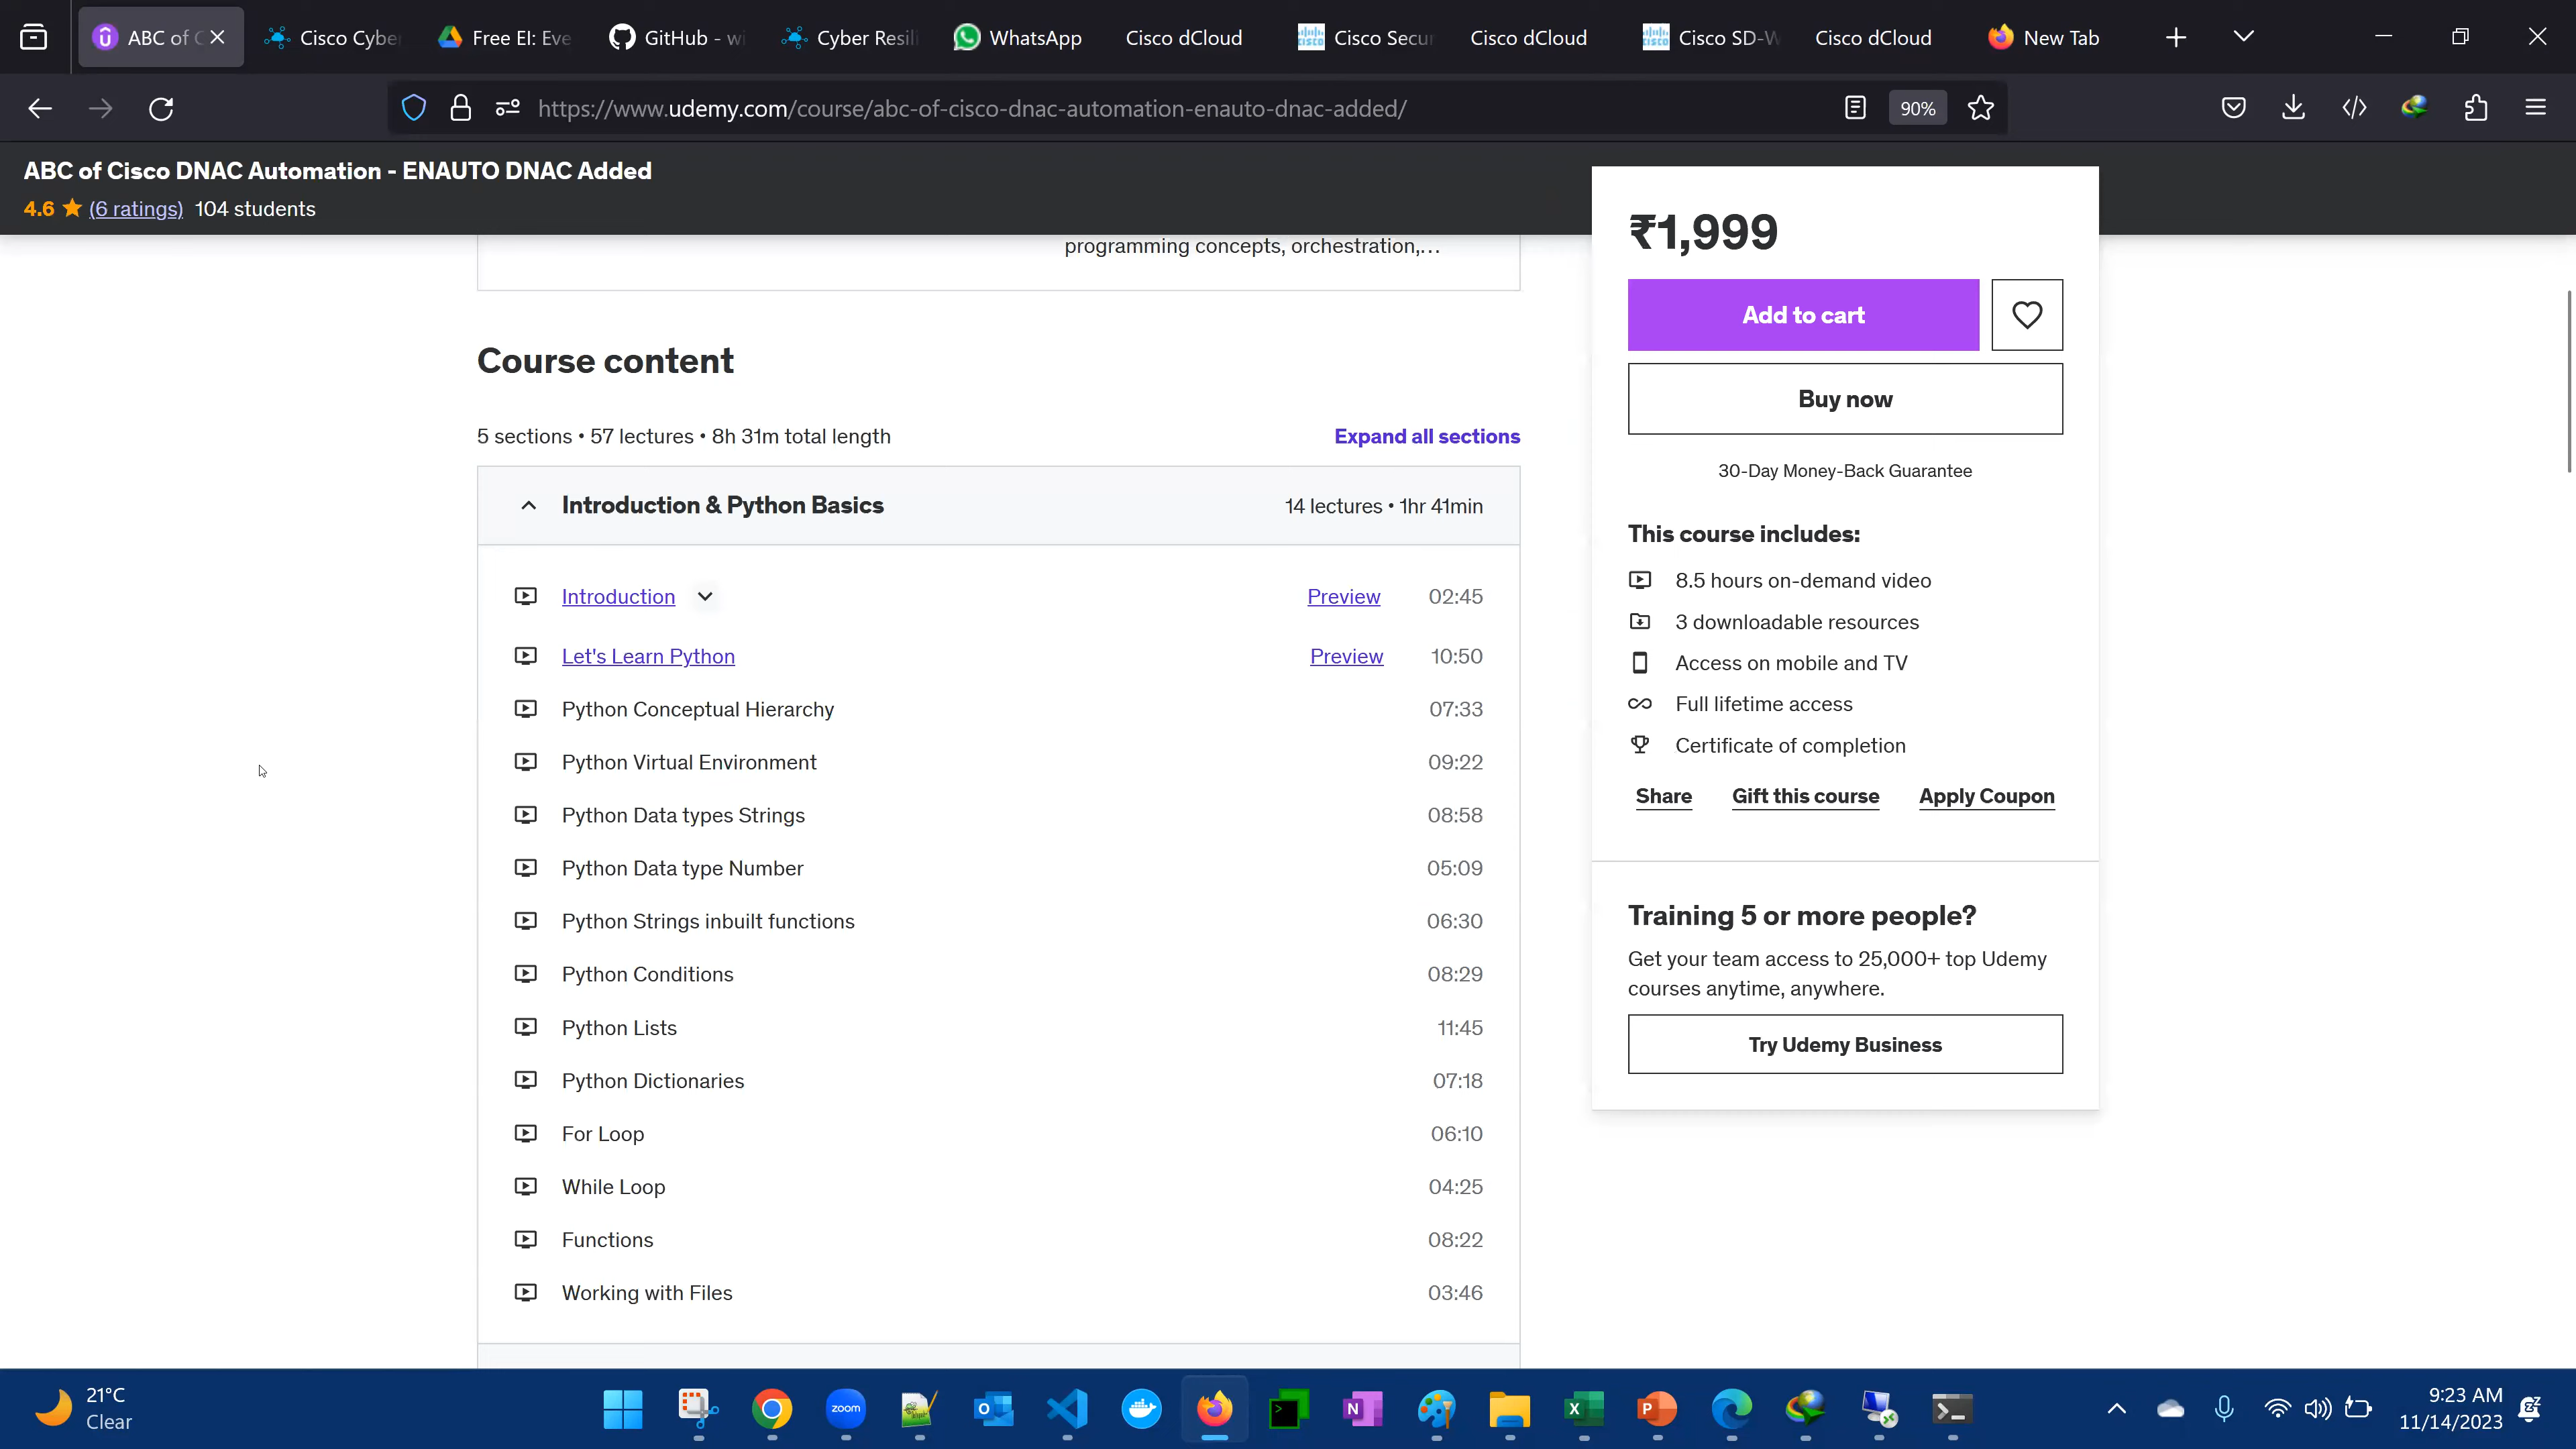 ABC of C
Cisco Cyber
Free EI: Eve
GitHub - wi
Cyber Resili
WhatsApp
Cisco dCloud
Cisco Secur
Cisco dCloud
Cisco SD-W
Cisco dCloud
New Tab
https://www.udemy.com/course/abc-of-cisco-dnac-automation-enauto-dnac-added/
90%
ABC of Cisco DNAC Automation - ENAUTO DNAC Added
4.6 ★ (6 ratings) 104 students
programming concepts, orchestration,…
Course content
5 sections • 57 lectures • 8h 31m total length
Expand all sections
Introduction & Python Basics
14 lectures • 1hr 41min
Introduction Preview 02:45
Let's Learn Python Preview 10:50
Python Conceptual Hierarchy 07:33
Python Virtual Environment 09:22
Python Data types Strings 08:58
Python Data type Number 05:09
Python Strings inbuilt functions 06:30
Python Conditions 08:29
Python Lists 11:45
Python Dictionaries 07:18
For Loop 06:10
While Loop 04:25
Functions 08:22
Working with Files 03:46
₹1,999
Add to cart
Buy now
30-Day Money-Back Guarantee
This course includes:
8.5 hours on-demand video
3 downloadable resources
Access on mobile and TV
Full lifetime access
Certificate of completion
Share Gift this course Apply Coupon
Training 5 or more people?
Get your team access to 25,000+ top Udemy
courses anytime, anywhere.
Try Udemy Business
21°C
Clear
zoom
9:23 AM
11/14/2023